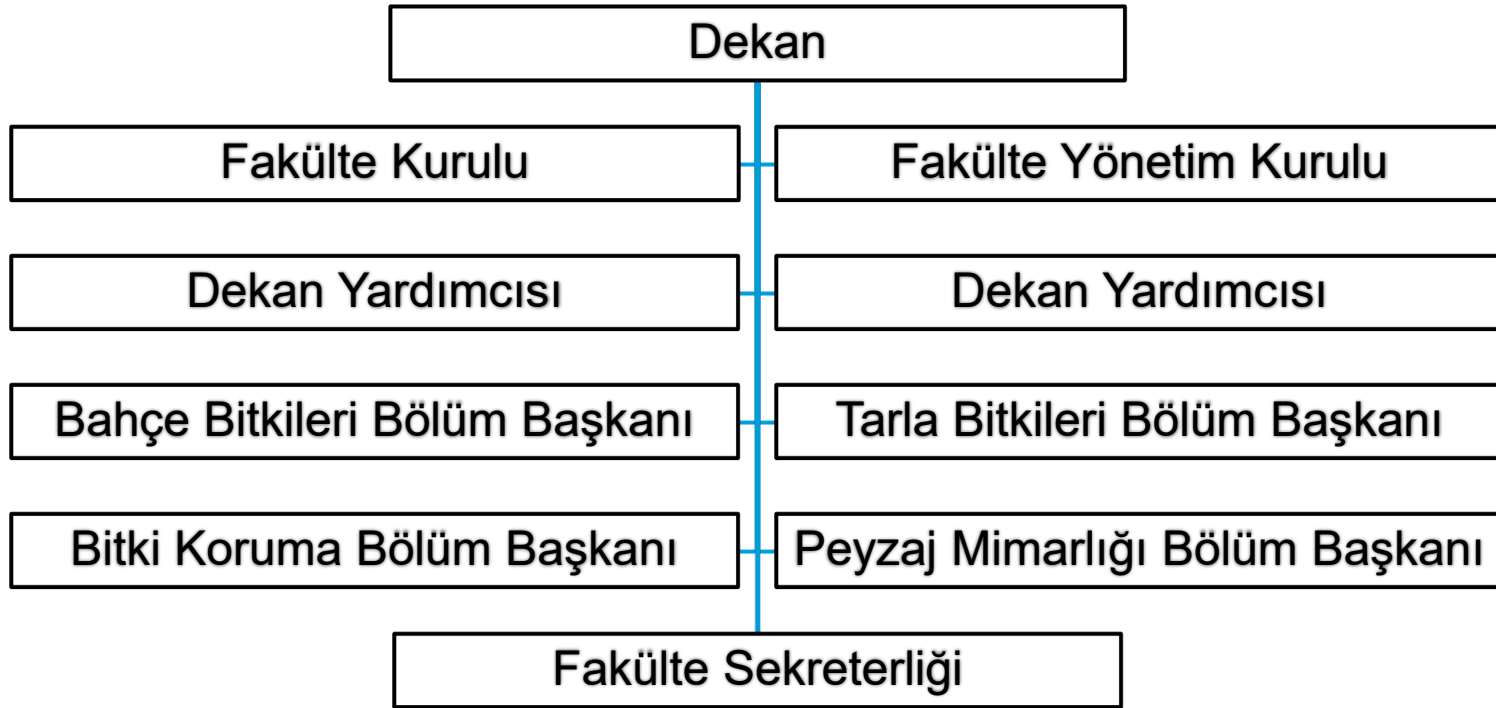 Dekan
Fakülte Kurulu
Fakülte Yönetim Kurulu
Dekan Yardımcısı
Dekan Yardımcısı
Bahçe Bitkileri Bölüm Başkanı
Tarla Bitkileri Bölüm Başkanı
Bitki Koruma Bölüm Başkanı
Peyzaj Mimarlığı Bölüm Başkanı
Fakülte Sekreterliği